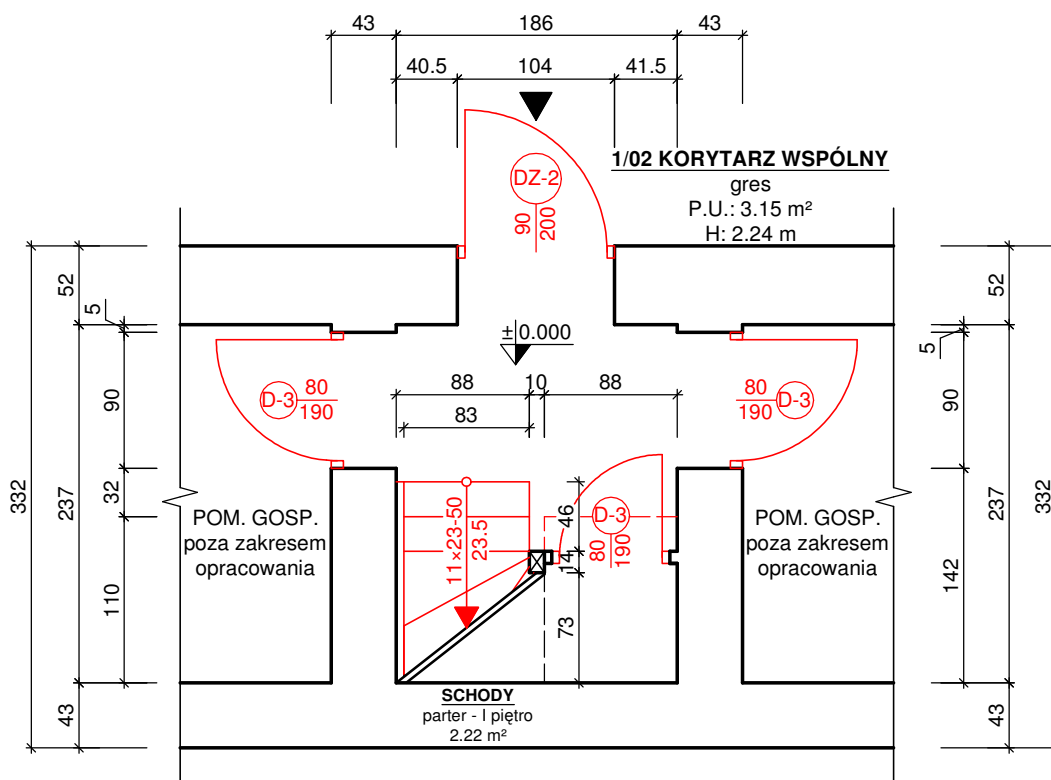 43
186
43
40.5
104
41.5
1/02 KORYTARZ WSPÓLNY
gres
P.U.: 3.15 m²
H: 2.24 m
DZ-2
90
200
52
5
90
32
110
43
237
332
±0.000
88
10
88
83
D-3
80
190
80
190
D-3
11×23-50
23.5
46
14
73
D-3
80
190
POM. GOSP.
poza zakresem
opracowania
POM. GOSP.
poza zakresem
opracowania
SCHODY
parter - I piętro
2.22 m²
52
5
90
142
43
237
332